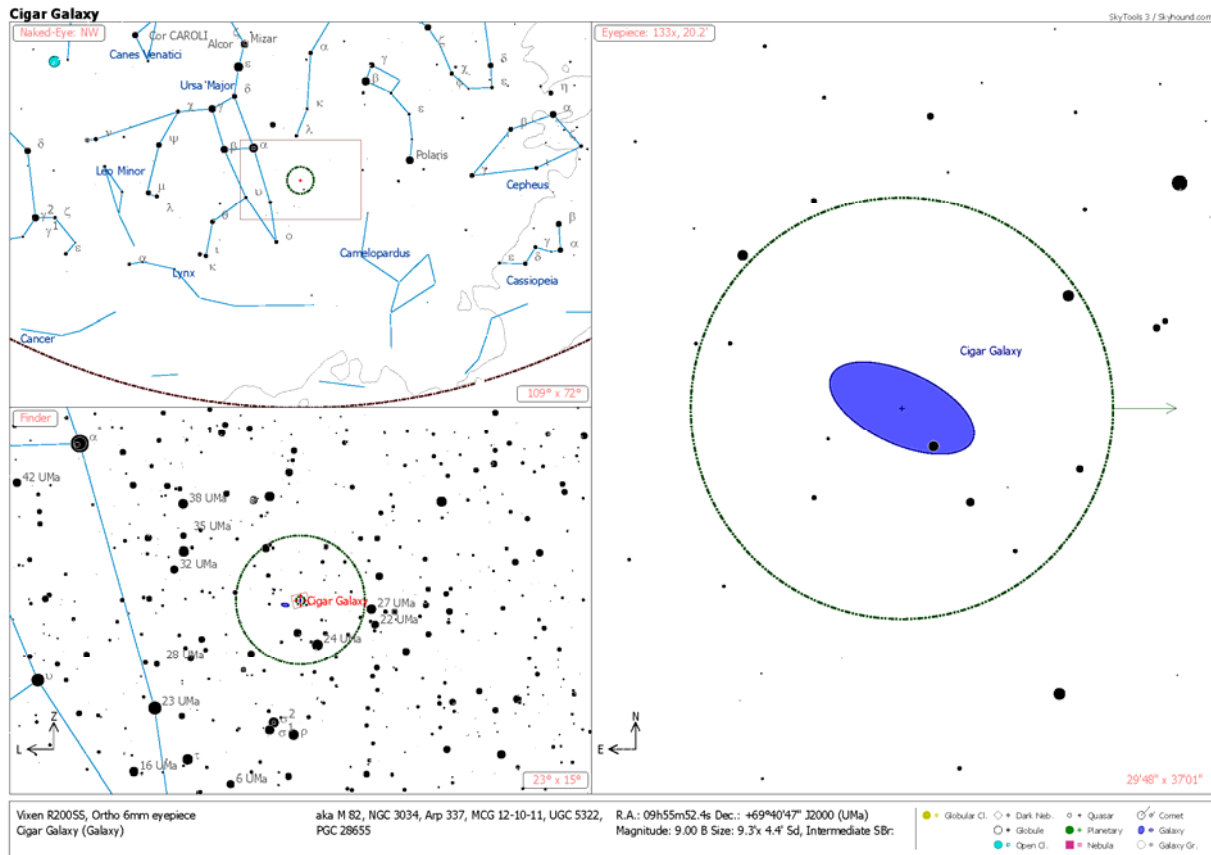 Cigar Galaxy
SkyTools 3 / Skyhound.com
Naked-Eye: NW
Cor CAROLI
Canes Venatici
Alcor
ζ
Mizar
ε
Ursa Major
δ
α
γ
β
κ
λ
ε
Polaris
ζ
χ
φ
δ
ε
η
α
β
ζ
γ
ι
Cepheus
χ
γ
ν
ψ
β
α
δ
Leo Minor
μ
λ
υ
θ
ο
ι
κ
γ2
ζ
γ1
ε
α
Lynx
Camelopardus
β
γ
δ
α
ε
Cassiopeia
Cancer
109° x 72°
Finder
α
42 UMa
38 UMa
35 UMa
32 UMa
Cigar Galaxy
27 UMa
22 UMa
24 UMa
28 UMa
υ
23 UMa
σ2
σ1
ρ
τ
16 UMa
6 UMa
Z
L
23° x 15°
Eyepiece: 133x, 20.2'
Cigar Galaxy
N
E
29'48" x 37'01"
Vixen R200SS, Ortho 6mm eyepiece
Cigar Galaxy (Galaxy)
aka M 82, NGC 3034, Arp 337, MCG 12-10-11, UGC 5322,
PGC 28655
R.A.: 09h55m52.4s Dec.: +69°40'47" J2000 (UMa)
Magnitude: 9.00 B Size: 9.3'x 4.4' Sd, Intermediate SBr:
Globular Cl.
Dark Neb.
Quasar
Comet
Globule
Planetary
Galaxy
Open Cl.
Nebula
Galaxy Gr.